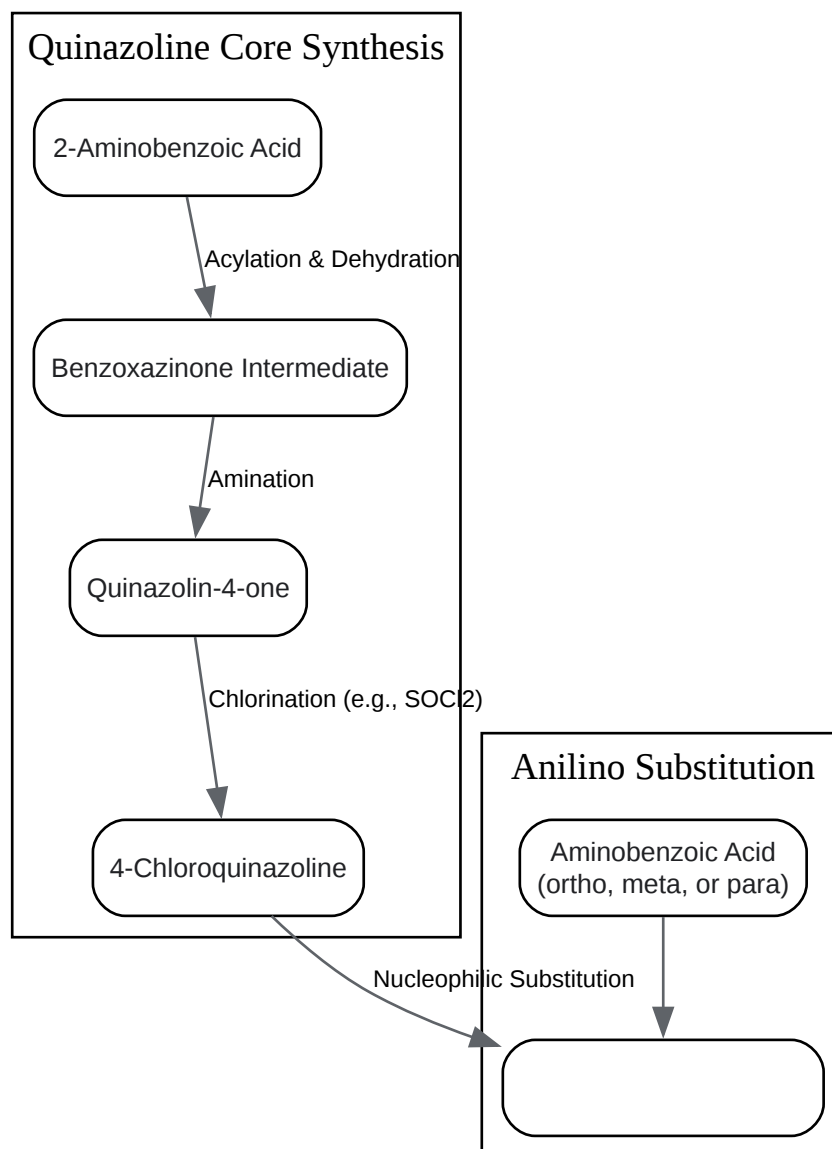 Quinazoline Core Synthesis
2-Aminobenzoic Acid
Acylation & Dehydration
Benzoxazinone Intermediate
Amination
Quinazolin-4-one
Chlorination (e.g., SOCl2)
4-Chloroquinazoline
Nucleophilic Substitution
Anilino Substitution
Aminobenzoic Acid
(ortho, meta, or para)